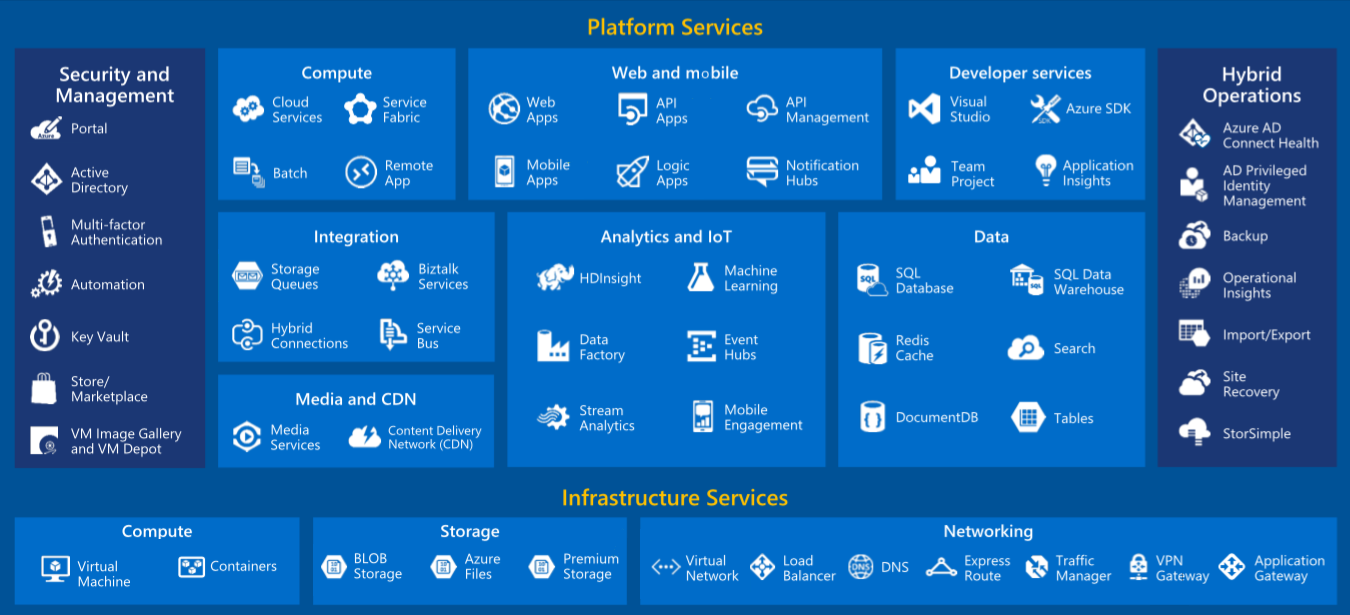 Platform Services
Security and
Management
Portal
Active
Directory
Multi-factor
Authentication
Automation
Key Vault
Store/
Marketplace
VM Image Gallery
and VM Depot
Compute
Cloud
Services
Service
Fabric
Batch
Remote
App
Web and mobile
Web
Apps
API
Apps
API
Management
Mobile
Apps
Logic
Apps
Notification
Hubs
Developer services
Visual
Studio
Azure SDK
Team
Project
Application
Insights
Integration
Storage
Queues
Biztalk
Services
Hybrid
Connections
Service
Bus
Media and CDN
Media
Services
Content Delivery
Network (CDN)
Analytics and IoT
HDInsight
Machine
Learning
Data
Factory
Event
Hubs
Stream
Analytics
Mobile
Engagement
Data
SQL
SQL
Database
SQL
SQL Data
Warehouse
Redis
Cache
Search
DocumentDB
Tables
Hybrid
Operations
Azure AD
Connect Health
AD Privileged
Identity
Management
Backup
Operational
Insights
Import/Export
Site
Recovery
StorSimple
Infrastructure Services
Compute
Virtual
Machine
Containers
Storage
BLOB
Storage
Azure
Files
Premium
Storage
Networking
Virtual
Network
Load
Balancer
DNS
DNS
Express
Route
Traffic
Manager
VPN
Gateway
Application
Gateway